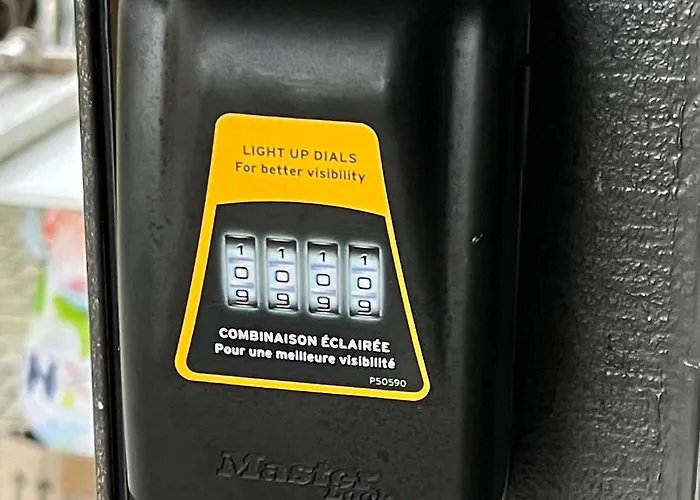 LIGHT UP DIALS
For better visibility
1 1 1 1
0 0 0 0
9 9 9 9
COMBINAISON ÉCLAIRÉE
Pour une meilleure visibilité
P50590
Master
Lock